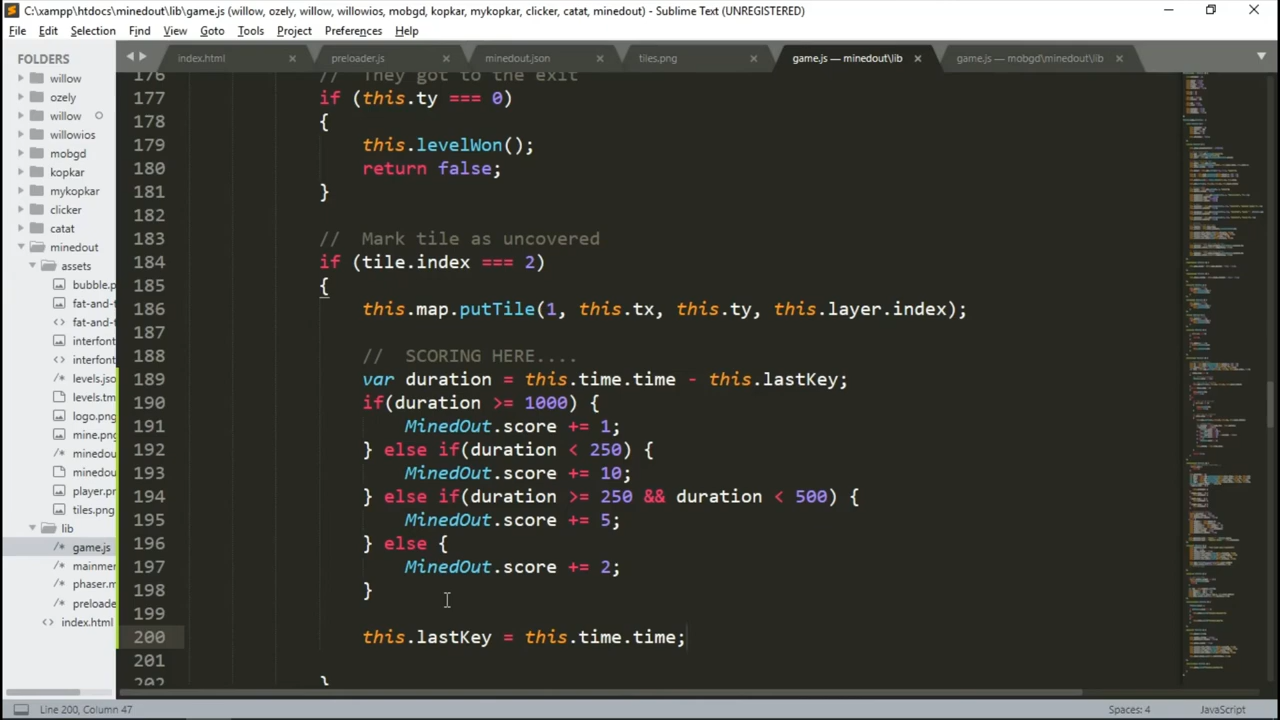 C:\xampp\htdocs\minedout\lib\game.js (willow, ozely, willow, willowios, mobgd, kopkar, mykopkar, clicker, catat, minedout) - Sublime Text (UNREGISTERED)
File Edit Selection Find View Goto Tools Project Preferences Help
FOLDERS
index.html
preloader.js
minedout.json
tiles.png
game.js — minedout\lib
game.js — mobgd\minedout\lib
willow
ozely
willow
willowios
mobgd
kopkar
mykopkar
clicker
catat
minedout
assets
bubble.p
fat-and-t
fat-and-t
interfont
interfont
levels.jso
levels.tm
logo.png
mine.png
minedou
minedou
player.pn
tiles.png
lib
game.js
mainmen
phaser.m
preloade
index.html
176 // They got to the exit
177 if (this.ty === 0)
178 {
179 this.levelWon();
180 return false;
181 }
182
183 // Mark tile as uncovered
184 if (tile.index === 2)
185 {
186 this.map.putTile(1, this.tx, this.ty, this.layer.index);
187
188 // SCORING HERE....
189 var duration = this.time.time - this.lastKey;
190 if(duration >= 1000) {
191 MinedOut.score += 1;
192 } else if(duration < 250) {
193 MinedOut.score += 10;
194 } else if(duration >= 250 && duration < 500) {
195 MinedOut.score += 5;
196 } else {
197 MinedOut.score += 2;
198 }
199
200 this.lastKey = this.time.time;
201
202 }
Line 200, Column 47
Spaces: 4
JavaScript